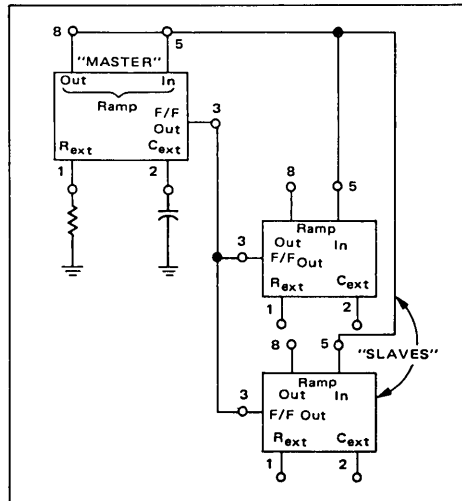 8
5
"MASTER"
Out In
Ramp
F/F
Out
3
Rext Cext
1 2
8 5
Ramp
Out In
3
F/F Out
Rext Cext
1 2
8 5
"SLAVES"
Ramp
Out In
3
F/F Out
Rext Cext
1 2